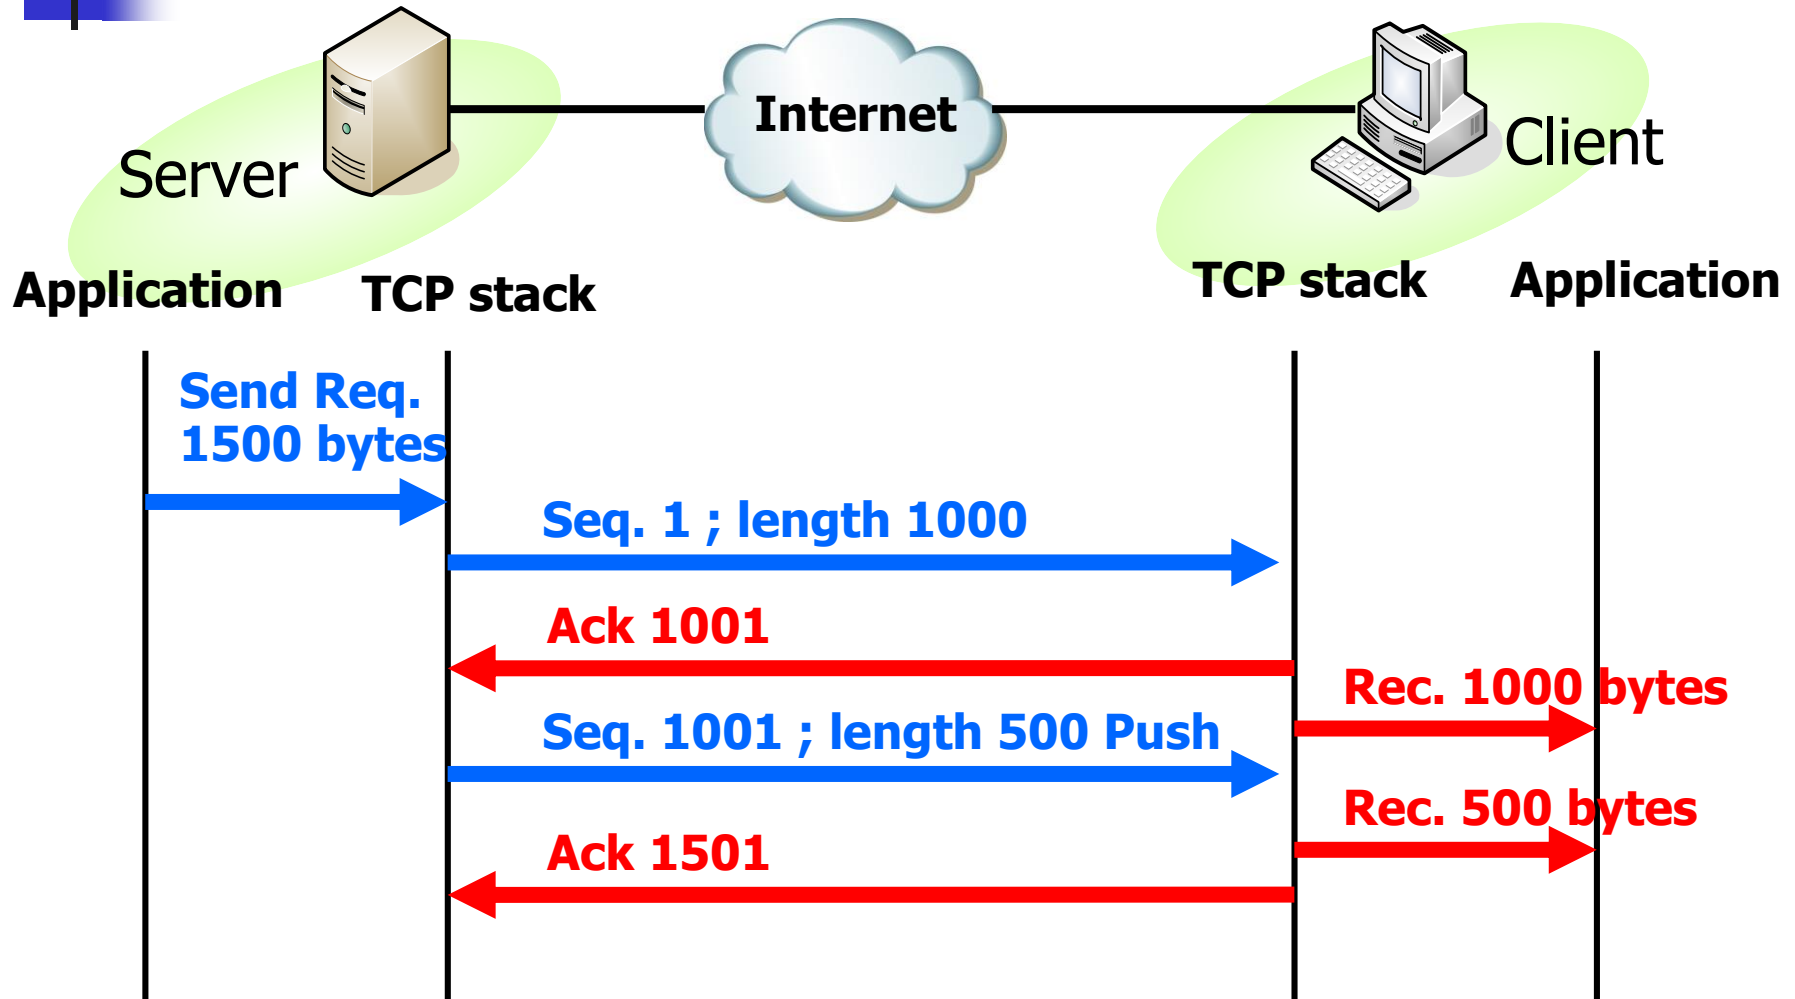 Internet
Server
Client
Application
TCP stack
TCP stack
Application
Send Req.
1500 bytes
Seq. 1 ; length 1000
Ack 1001
Rec. 1000 bytes
Seq. 1001 ; length 500 Push
Rec. 500 bytes
Ack 1501